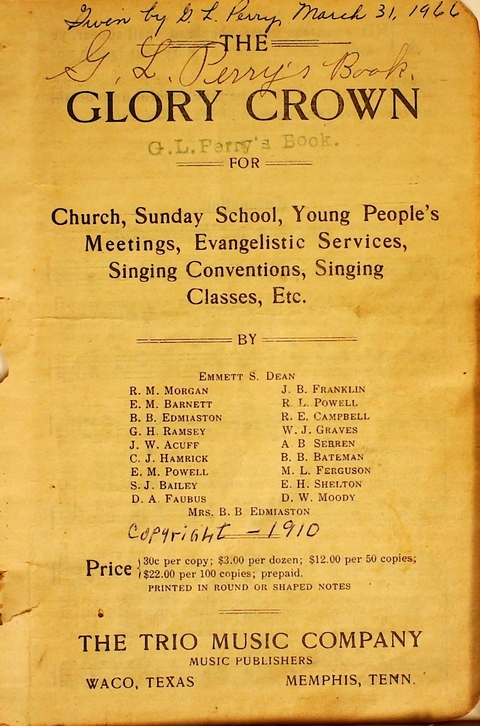 Given by G. L. Perry, March 31, 1966
THE
G. L. Perry's Book.
GLORY CROWN
G.L.Perry's Book.
FOR
Church, Sunday School, Young People's
Meetings, Evangelistic Services,
Singing Conventions, Singing
Classes, Etc.
BY
EMMETT S. DEAN
R. M. MORGAN J. B. FRANKLIN
E. M. BARNETT R. L. POWELL
B. B. EDMIASTON R. E. CAMPBELL
G. H. RAMSEY W. J. GRAVES
J. W. ACUFF A B SEBREN
C. J. HAMRICK B. B. BATEMAN
E. M. POWELL M. L. FERGUSON
S. J. BAILEY E. H. SHELTON
D. A. FAUBUS D. W. MOODY
MRS. B. B EDMIASTON
Copyright - 1910
Price 30c per copy; $3.00 per dozen; $12.00 per 50 copies;
$22.00 per 100 copies; prepaid.
PRINTED IN ROUND OR SHAPED NOTES
THE TRIO MUSIC COMPANY
MUSIC PUBLISHERS
WACO, TEXAS MEMPHIS, TENN.